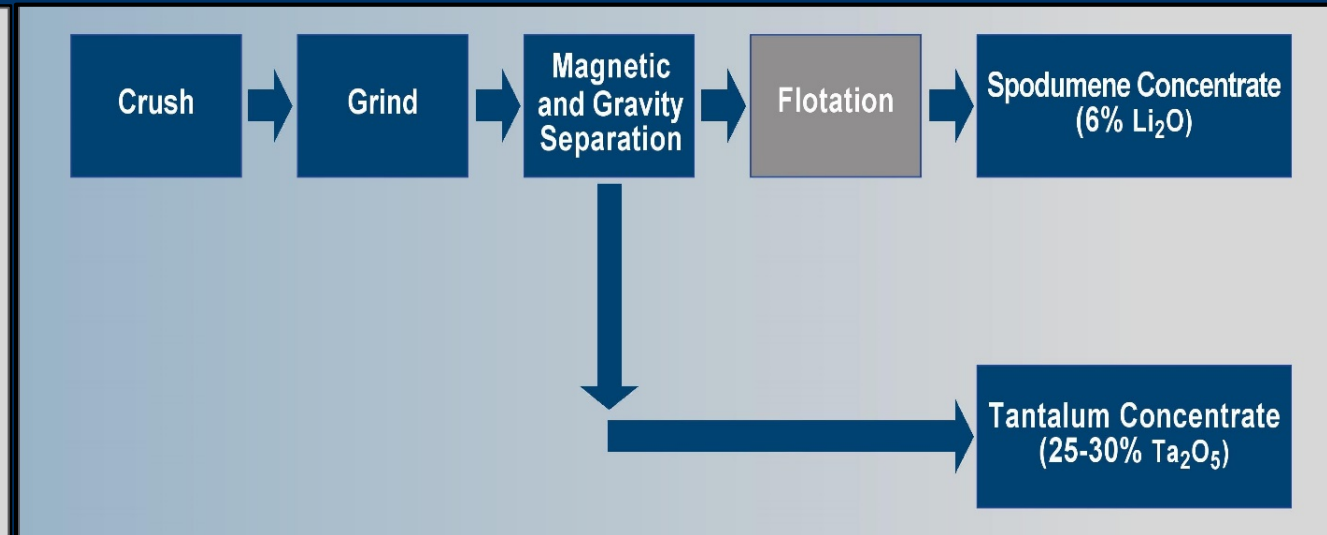 Crush
Grind
Magnetic
and Gravity
Separation
Flotation
Spodumene Concentrate
(6% Li₂O)
Tantalum Concentrate
(25-30% Ta₂O₅)